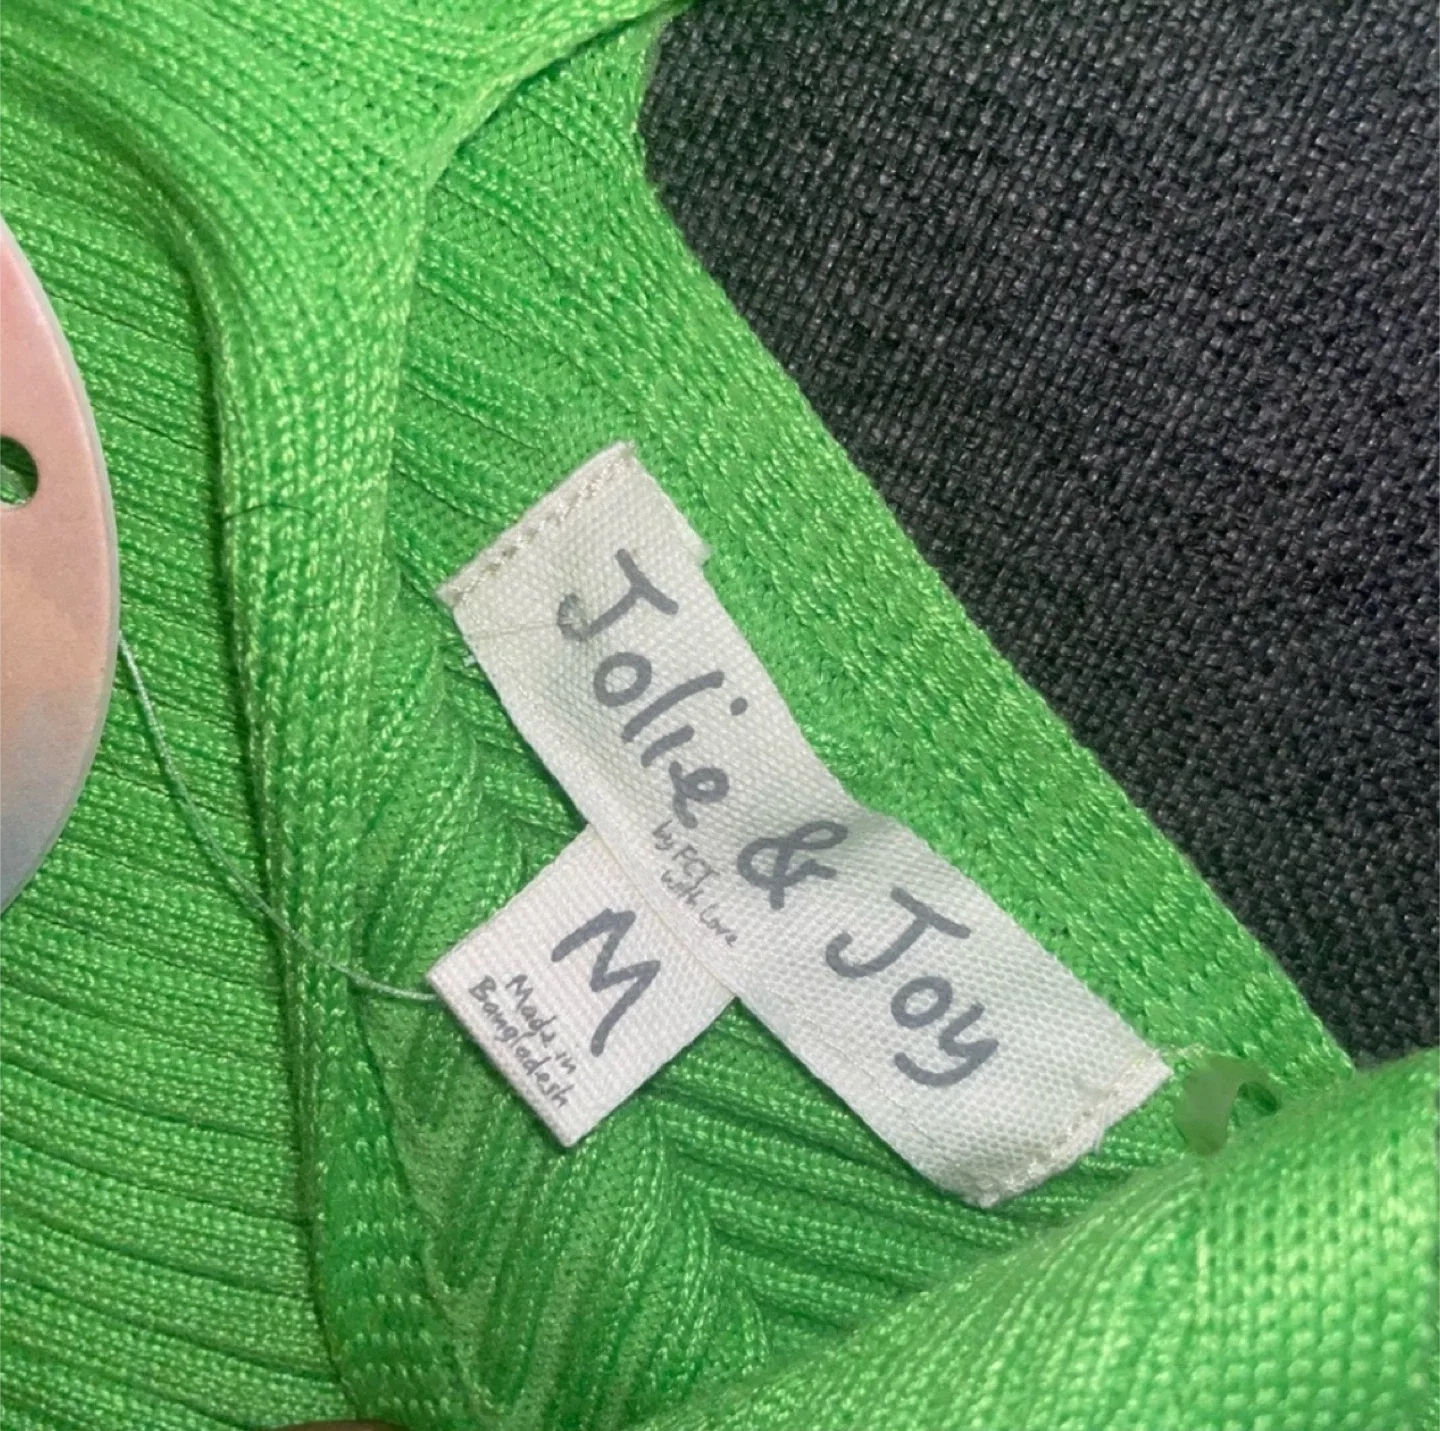 Jolie & Joy
by FCT
with Love
M
Made in
Bangladesh